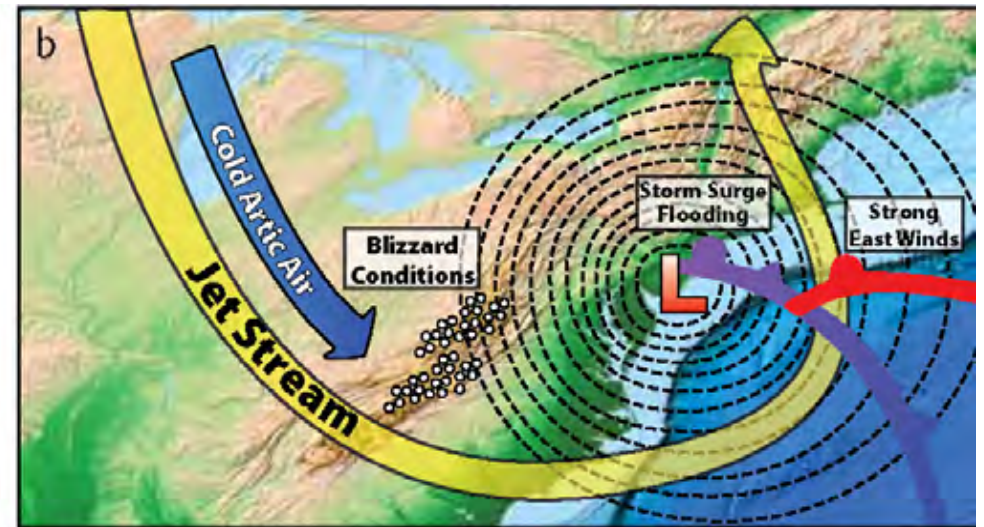 b
Cold Artic Air
Jet Stream
Blizzard
Conditions
Storm Surge
Flooding
Strong
East Winds
L